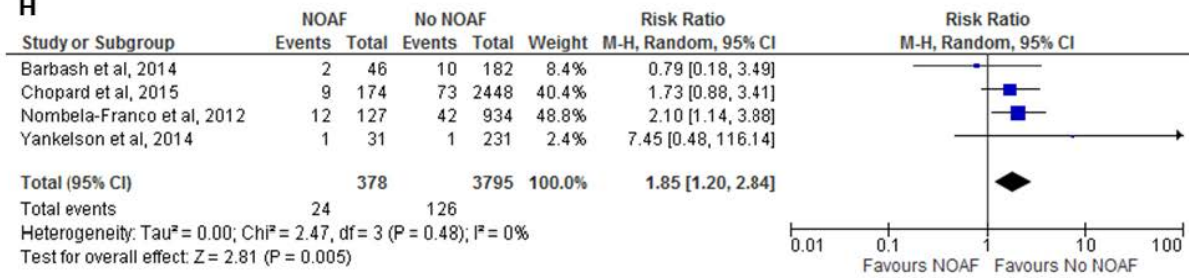 H
NOAF No NOAF Risk Ratio Risk Ratio
Study or Subgroup Events Total Events Total Weight M-H, Random, 95% CI M-H, Random, 95% CI
Barbash et al, 2014 2 46 10 182 8.4% 0.79 [0.18, 3.49]
Chopard et al, 2015 9 174 73 2448 40.4% 1.73 [0.88, 3.41]
Nombela-Franco et al, 2012 12 127 42 934 48.8% 2.10 [1.14, 3.88]
Yankelson et al, 2014 1 31 1 231 2.4% 7.45 [0.48, 116.14]
Total (95% CI) 378 3795 100.0% 1.85 [1.20, 2.84]
Total events 24 126
Heterogeneity: Tau² = 0.00; Chi² = 2.47, df = 3 (P = 0.48); I² = 0%
Test for overall effect: Z = 2.81 (P = 0.005)
0.01 0.1 1 10 100
Favours NOAF Favours No NOAF